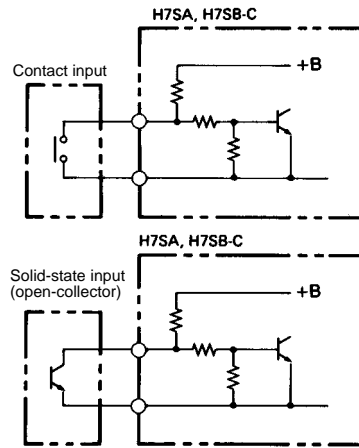 H7SA, H7SB-C
Contact input
+B
H7SA, H7SB-C
Solid-state input
(open-collector)
+B